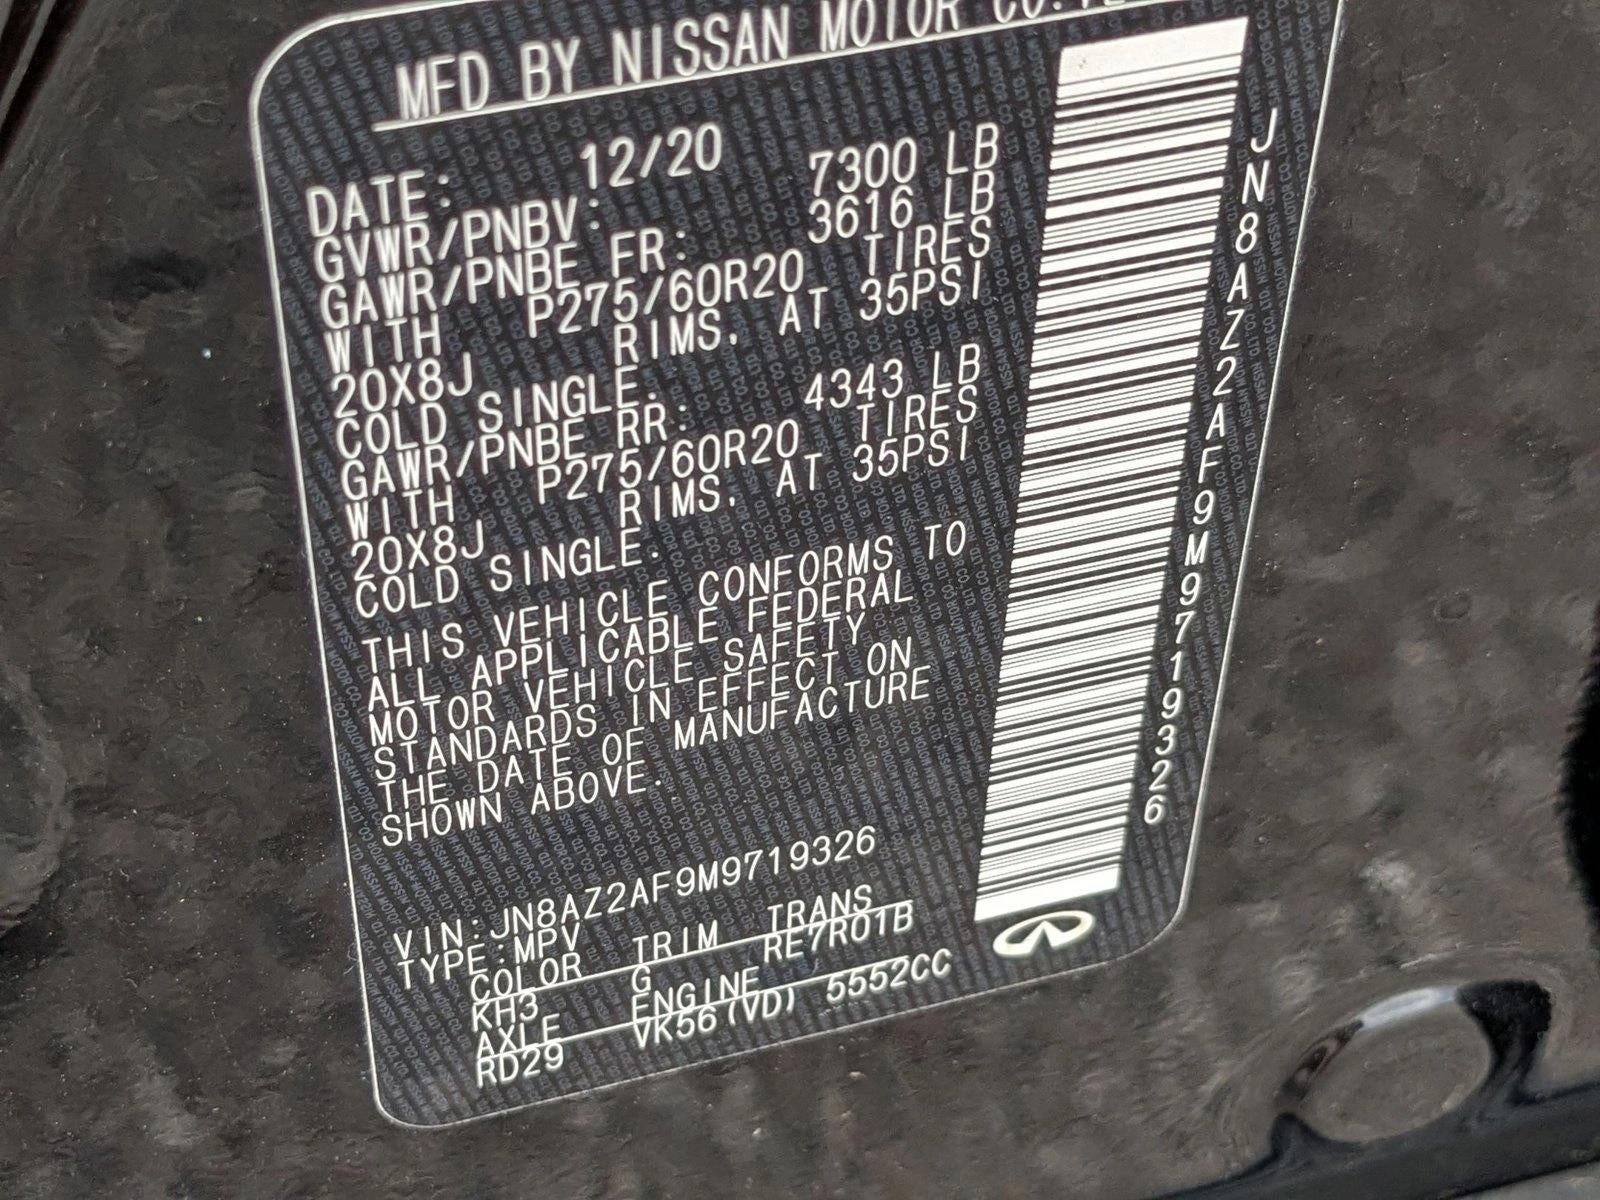 MFD BY NISSAN MOTOR CO.
DATE: 12/20
GVWR/PNBV: 7300 LB
GAWR/PNBE FR: 3616 LB
WITH P275/60R20 TIRES
20X8J RIMS, AT 35PSI
COLD SINGLE.
GAWR/PNBE RR: 4343 LB
WITH P275/60R20 TIRES
20X8J RIMS, AT 35PSI
COLD SINGLE.
THIS VEHICLE CONFORMS TO
ALL APPLICABLE FEDERAL
MOTOR VEHICLE SAFETY
STANDARDS IN EFFECT ON
THE DATE OF MANUFACTURE
SHOWN ABOVE.
VIN:JN8AZ2AF9M9719326
TYPE:MPV
COLOR TRIM TRANS
KH3 G RE7R01B
AXLE ENGINE
RD29 VK56(VD) 5552CC
JN8AZ2AF9M9719326